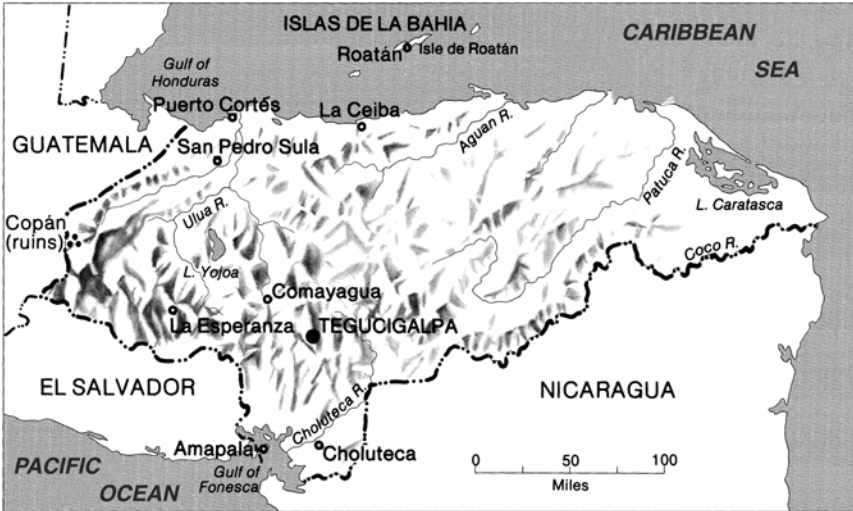 ISLAS DE LA BAHIA
CARIBBEAN
SEA
Roatán
Isle de Roatán
Gulf of
Honduras
Puerto Cortés
La Ceiba
Aguan R.
GUATEMALA
San Pedro Sula
Patuca R.
L. Caratasca
Ulua R.
Copán
(ruins)
L. Yojoa
Coco R.
Comayagua
La Esperanza
TEGUCIGALPA
EL SALVADOR
NICARAGUA
Choluteca R.
Amapala
Choluteca
Gulf of
Fonesca
PACIFIC
OCEAN
0 50 100
Miles